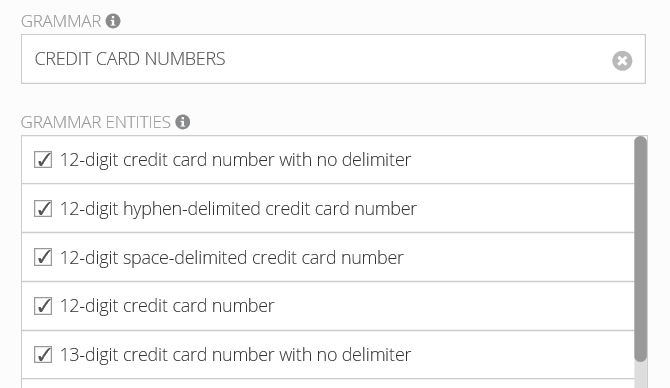 GRAMMAR
CREDIT CARD NUMBERS
GRAMMAR ENTITIES
12-digit credit card number with no delimiter
12-digit hyphen-delimited credit card number
12-digit space-delimited credit card number
12-digit credit card number
13-digit credit card number with no delimiter